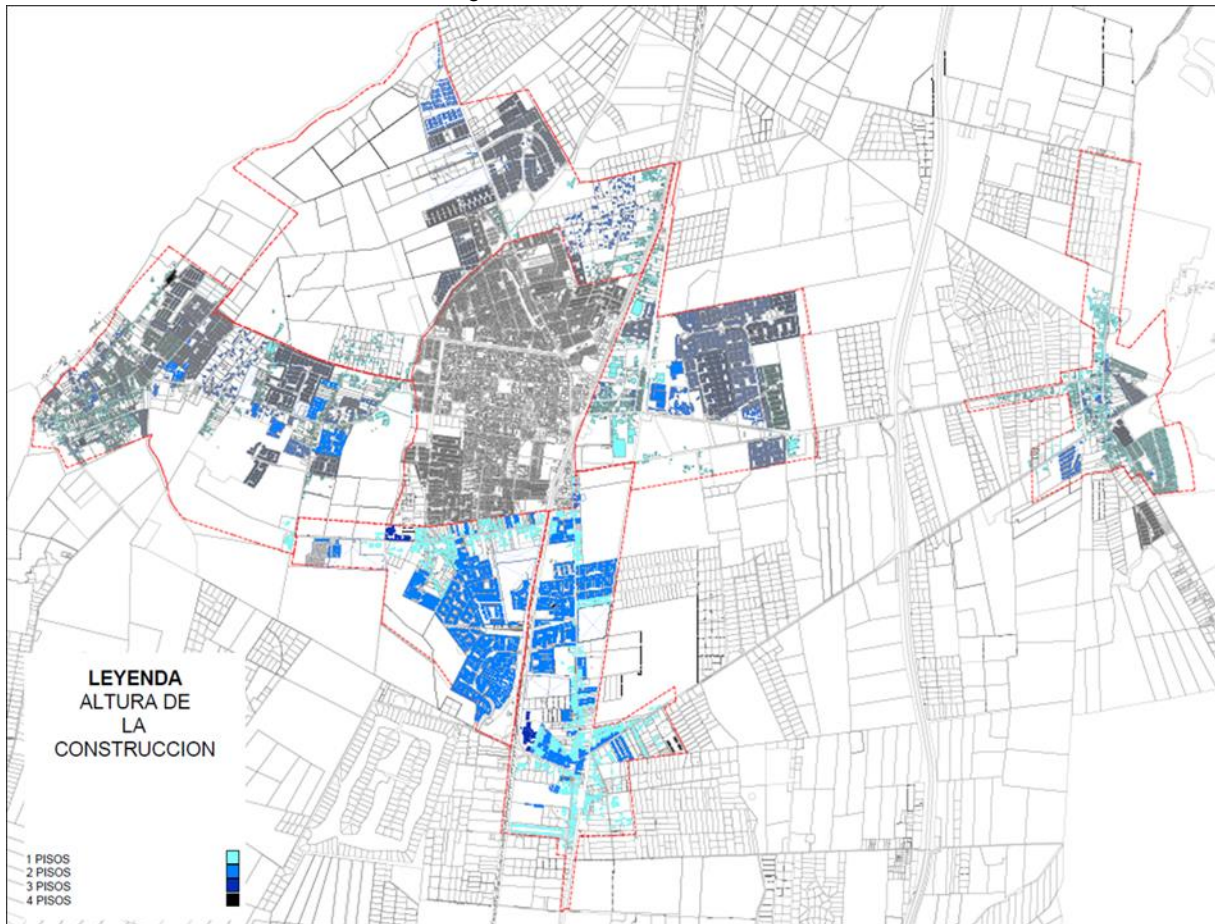 LEYENDA
ALTURA DE
LA
CONSTRUCCION
1 PISOS
2 PISOS
3 PISOS
4 PISOS